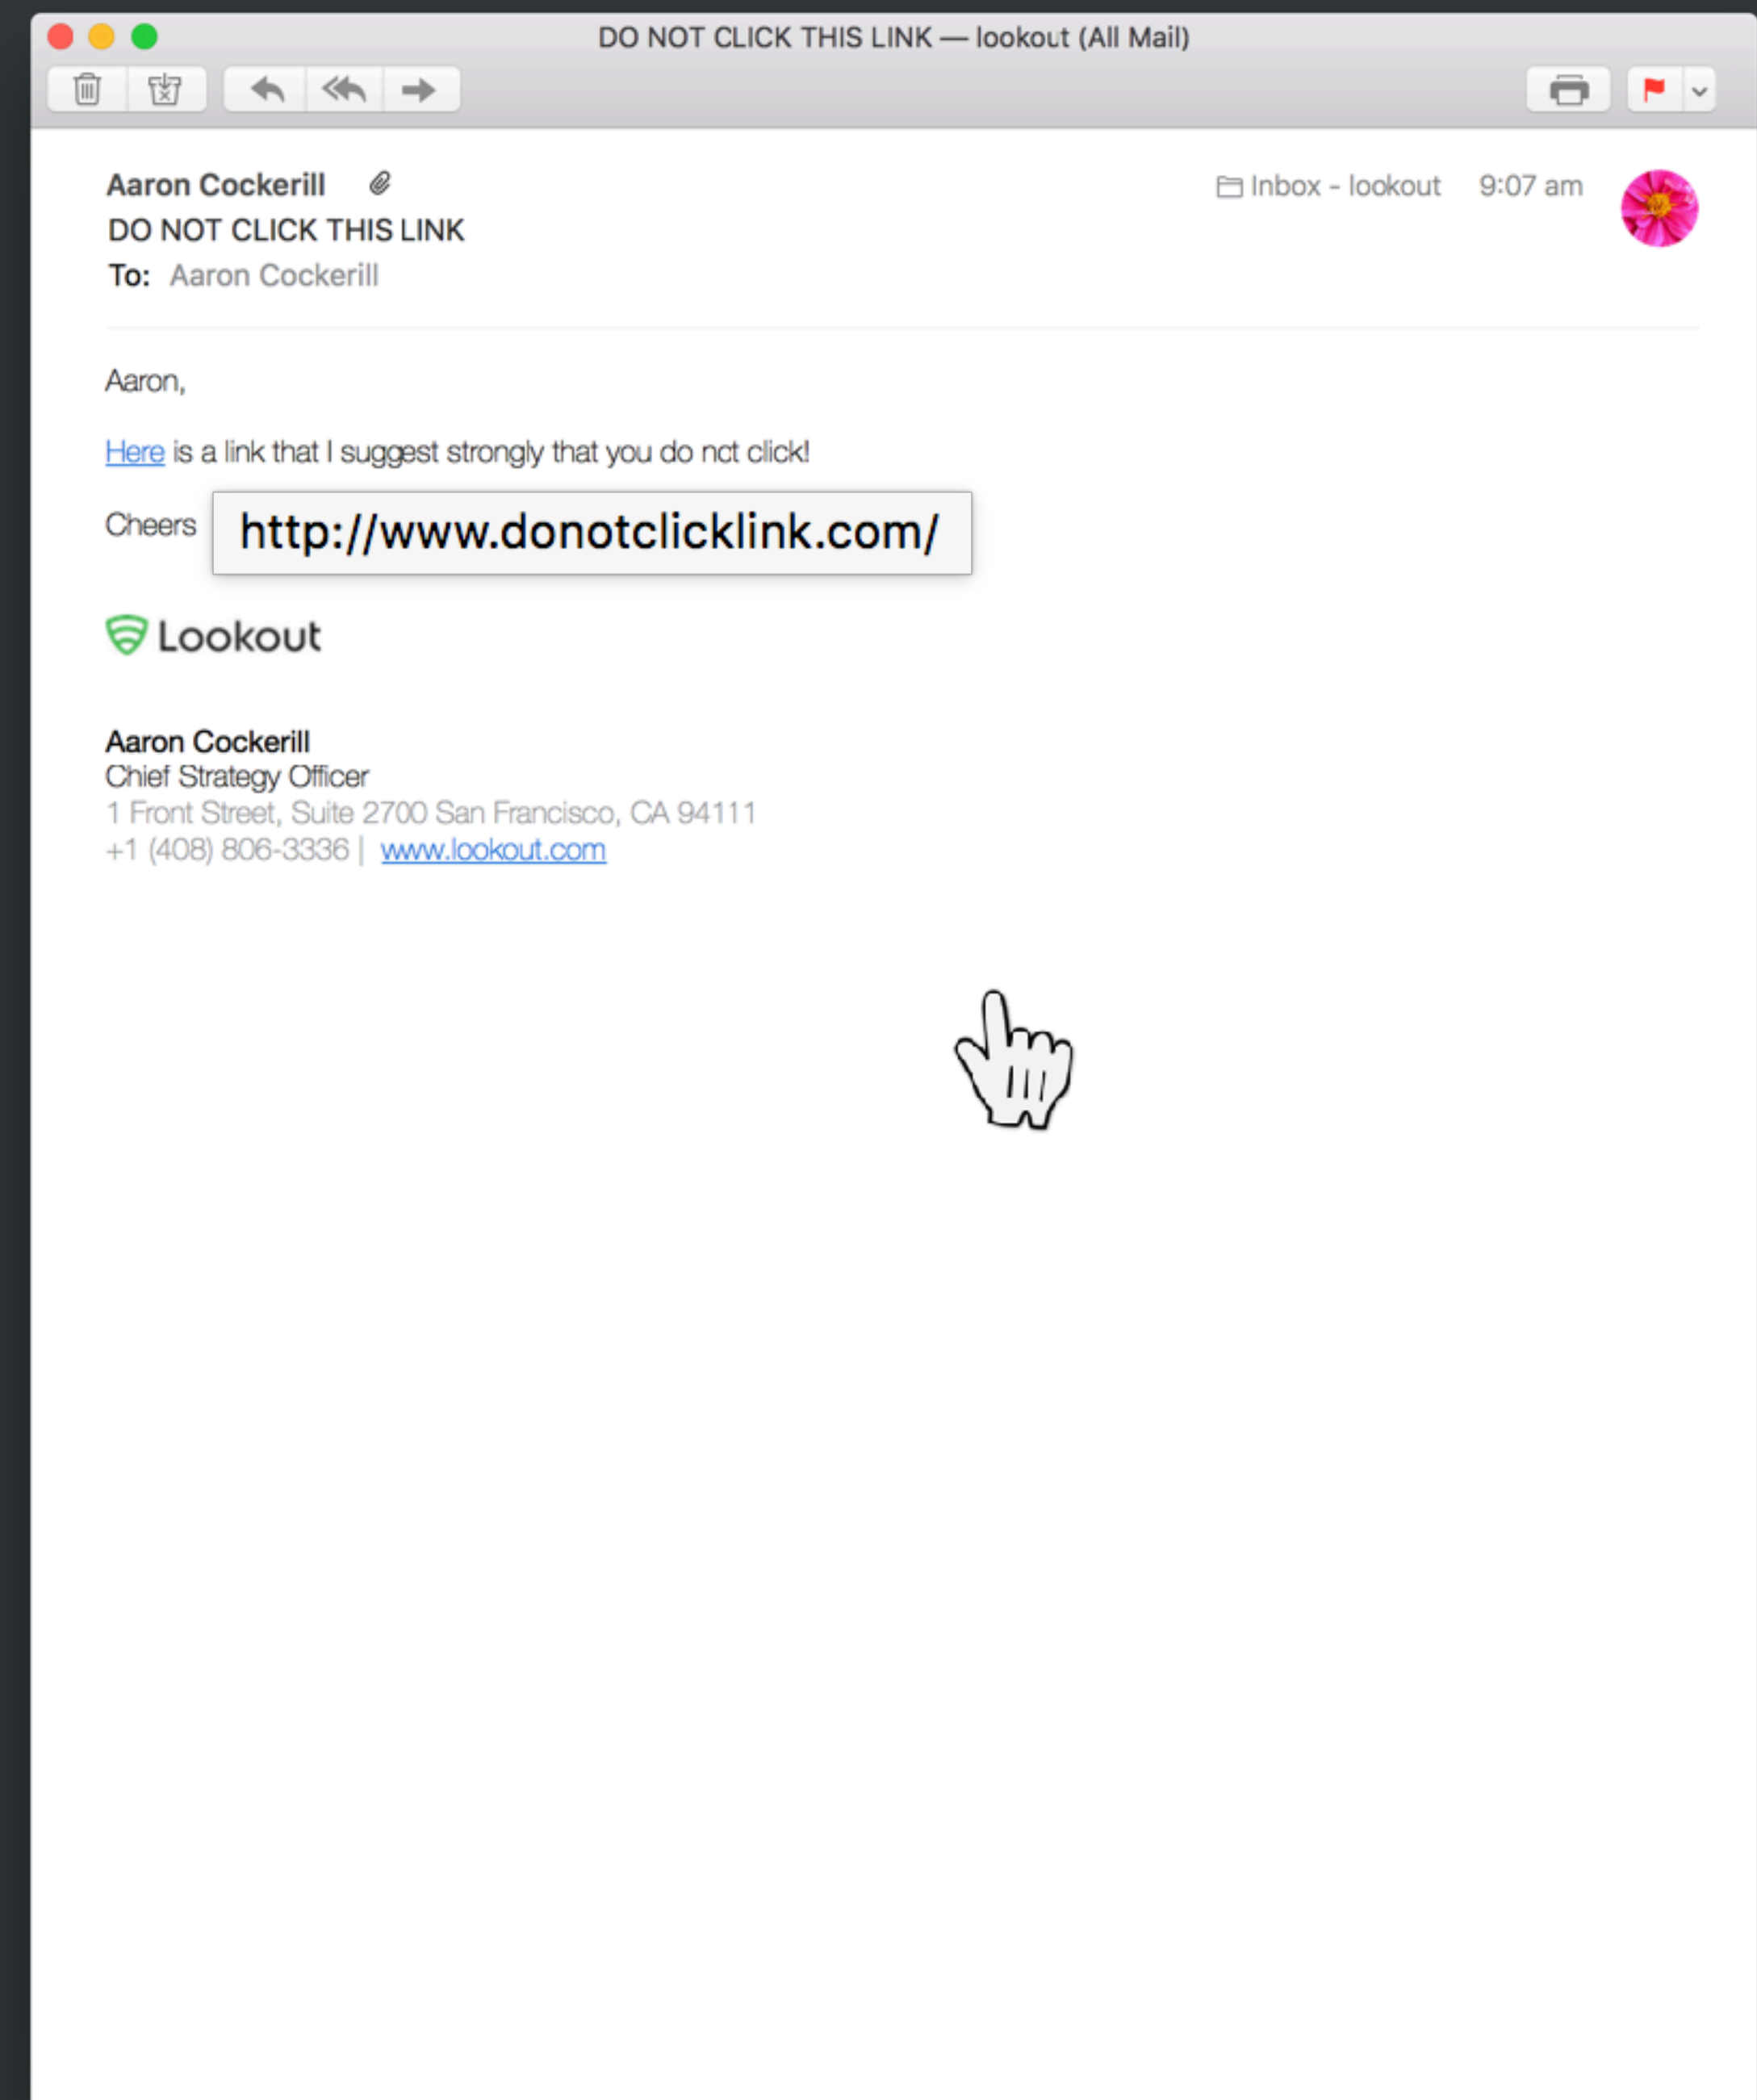 DO NOT CLICK THIS LINK — lookout (All Mail)
Aaron Cockerill
Inbox - lookout 9:07 am
DO NOT CLICK THIS LINK
To: Aaron Cockerill
Aaron,
Here is a link that I suggest strongly that you do not click!
Cheers
http://www.donotclicklink.com/
Lookout
Aaron Cockerill
Chief Strategy Officer
1 Front Street, Suite 2700 San Francisco, CA 94111
+1 (408) 806-3336 | www.lookout.com